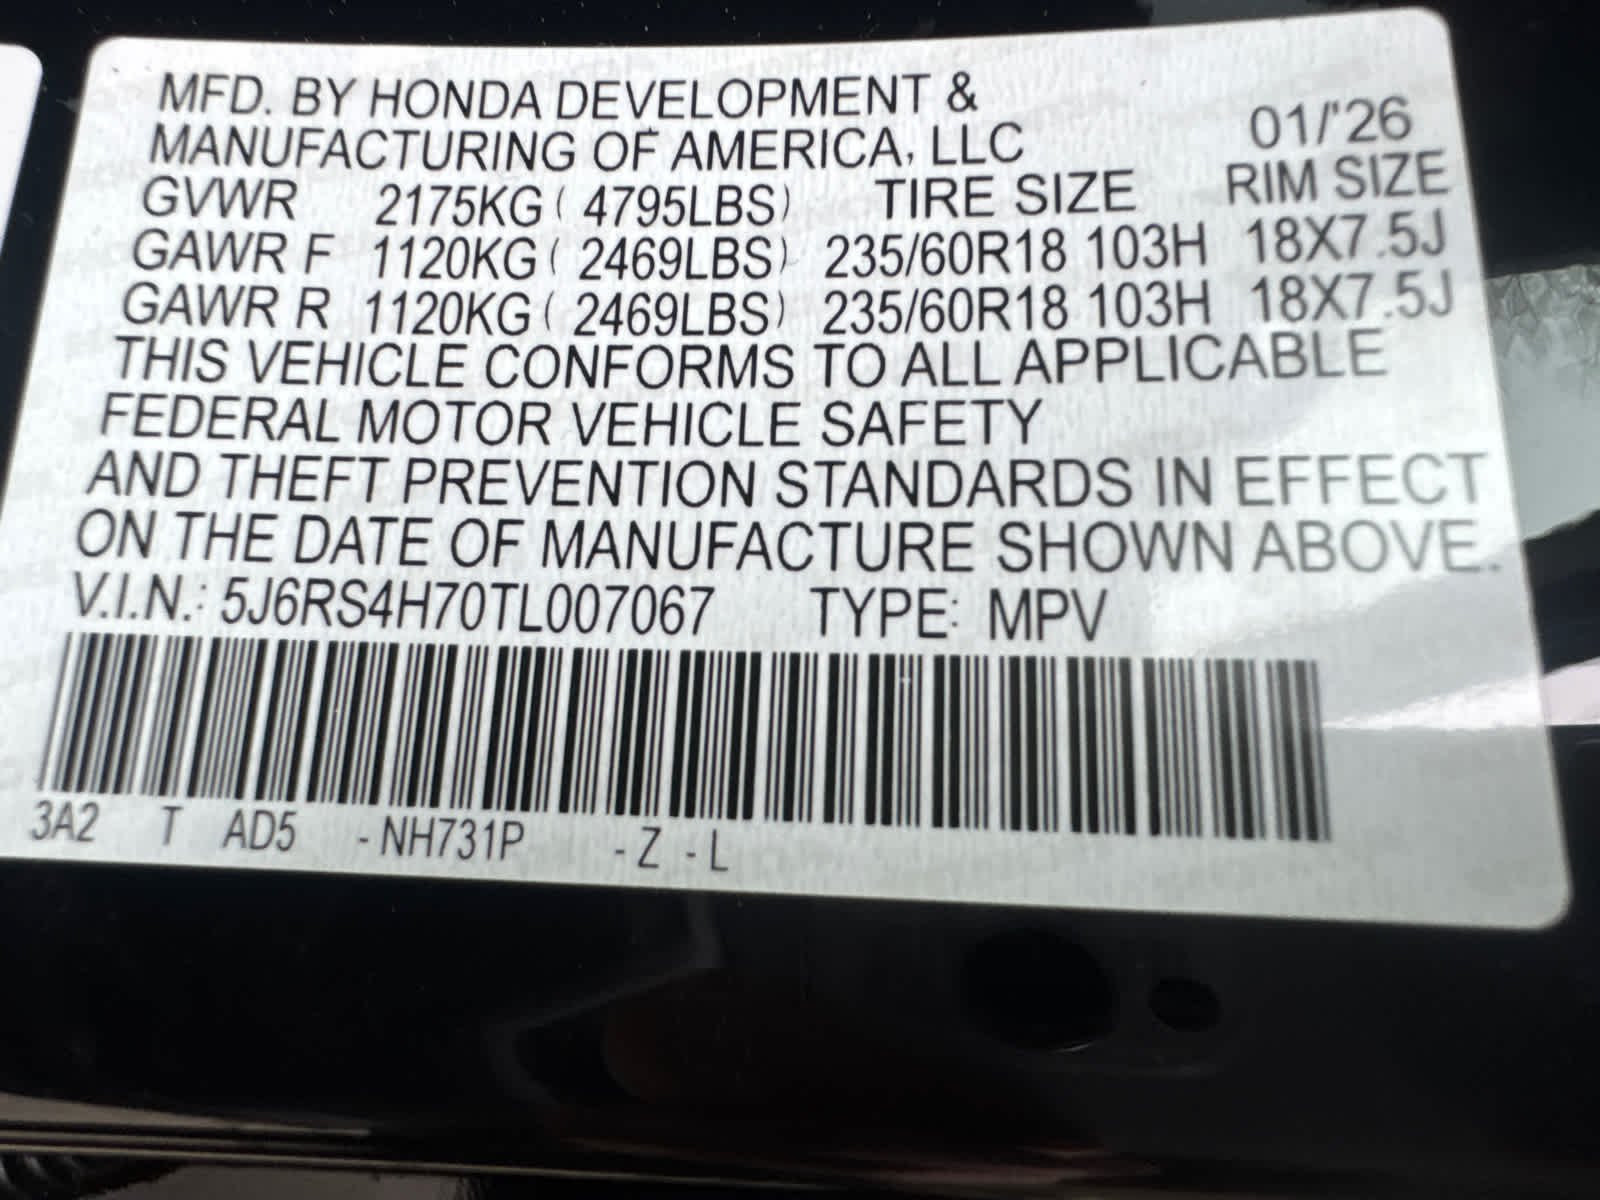 MFD. BY HONDA DEVELOPMENT &
MANUFACTURING OF AMERICA, LLC 01/'26
GVWR 2175KG ( 4795LBS) TIRE SIZE RIM SIZE
GAWR F 1120KG ( 2469LBS) 235/60R18 103H 18X7.5J
GAWR R 1120KG ( 2469LBS) 235/60R18 103H 18X7.5J
THIS VEHICLE CONFORMS TO ALL APPLICABLE
FEDERAL MOTOR VEHICLE SAFETY
AND THEFT PREVENTION STANDARDS IN EFFECT
ON THE DATE OF MANUFACTURE SHOWN ABOVE.
V.I.N.: 5J6RS4H70TL007067 TYPE: MPV
3A2 T AD5 -NH731P -Z -L